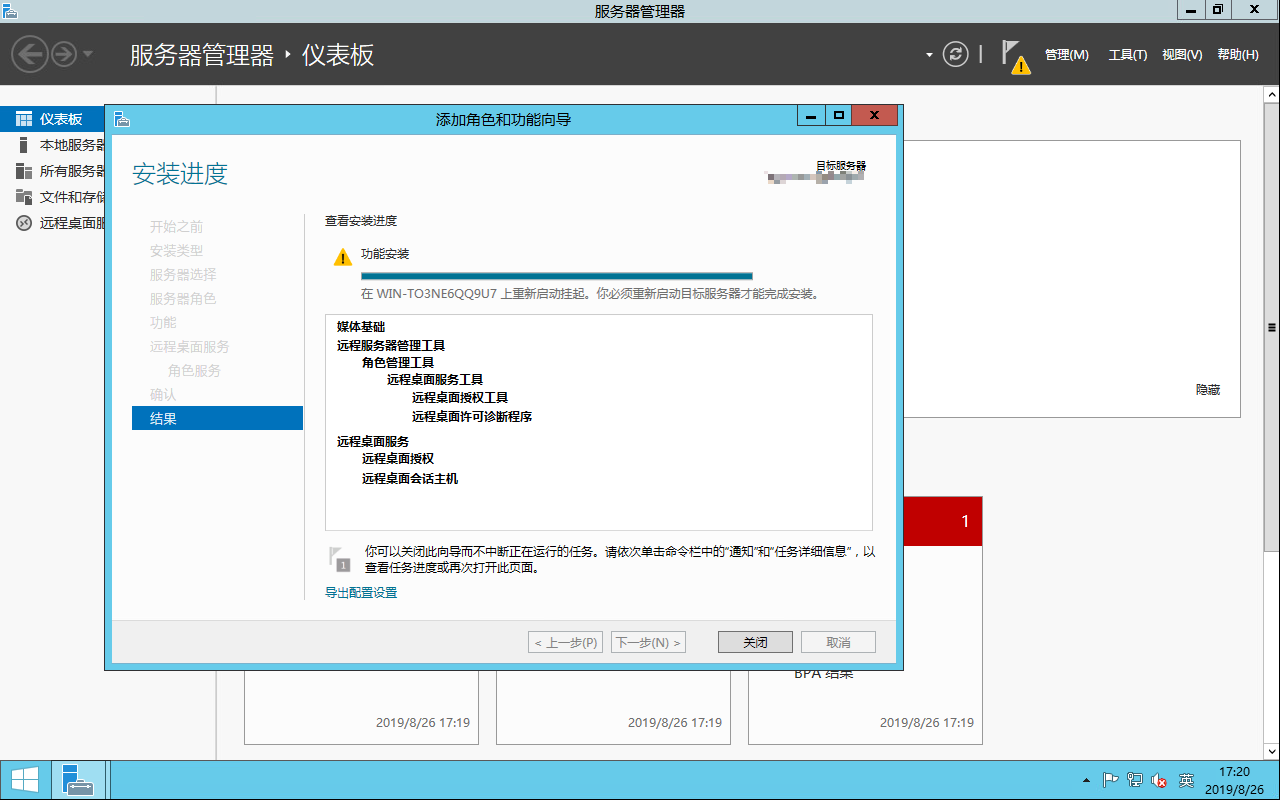 服务器管理器
服务器管理器 · 仪表板
管理(M) 工具(T) 视图(V) 帮助(H)
仪表板
本地服务器
所有服务器
文件和存储
远程桌面服
添加角色和功能向导
安装进度
目标服务器
开始之前
安装类型
服务器选择
服务器角色
功能
远程桌面服务
角色服务
确认
结果
查看安装进度
功能安装
在 WIN-TO3NE6QQ9U7 上重新启动挂起。你必须重新启动目标服务器才能完成安装。
媒体基础
远程服务器管理工具
角色管理工具
远程桌面服务工具
远程桌面授权工具
远程桌面许可诊断程序
远程桌面服务
远程桌面授权
远程桌面会话主机
1
你可以关闭此向导而不中断正在运行的任务。请依次单击命令栏中的"通知"和"任务详细信息"，以
查看任务进度或再次打开此页面。
导出配置设置
< 上一步(P) 下一步(N) > 关闭 取消
隐藏
1
BPA 结果
2019/8/26 17:19
2019/8/26 17:19
2019/8/26 17:19
英
17:20
2019/8/26